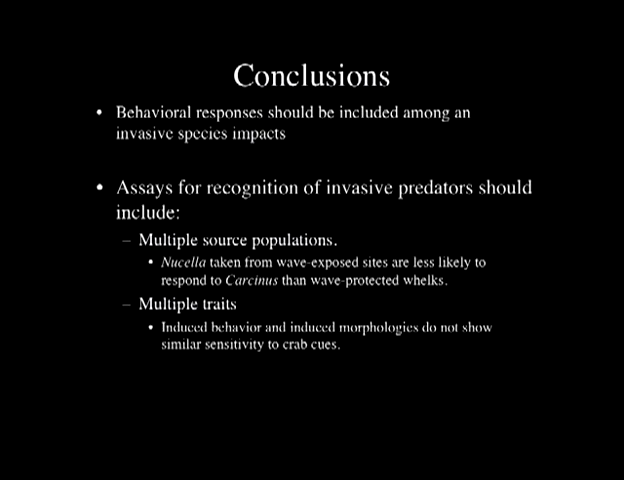 Conclusions
• Behavioral responses should be included among an
invasive species impacts
• Assays for recognition of invasive predators should
include:
– Multiple source populations.
• Nucella taken from wave-exposed sites are less likely to
respond to Carcinus than wave-protected whelks.
– Multiple traits
• Induced behavior and induced morphologies do not show
similar sensitivity to crab cues.